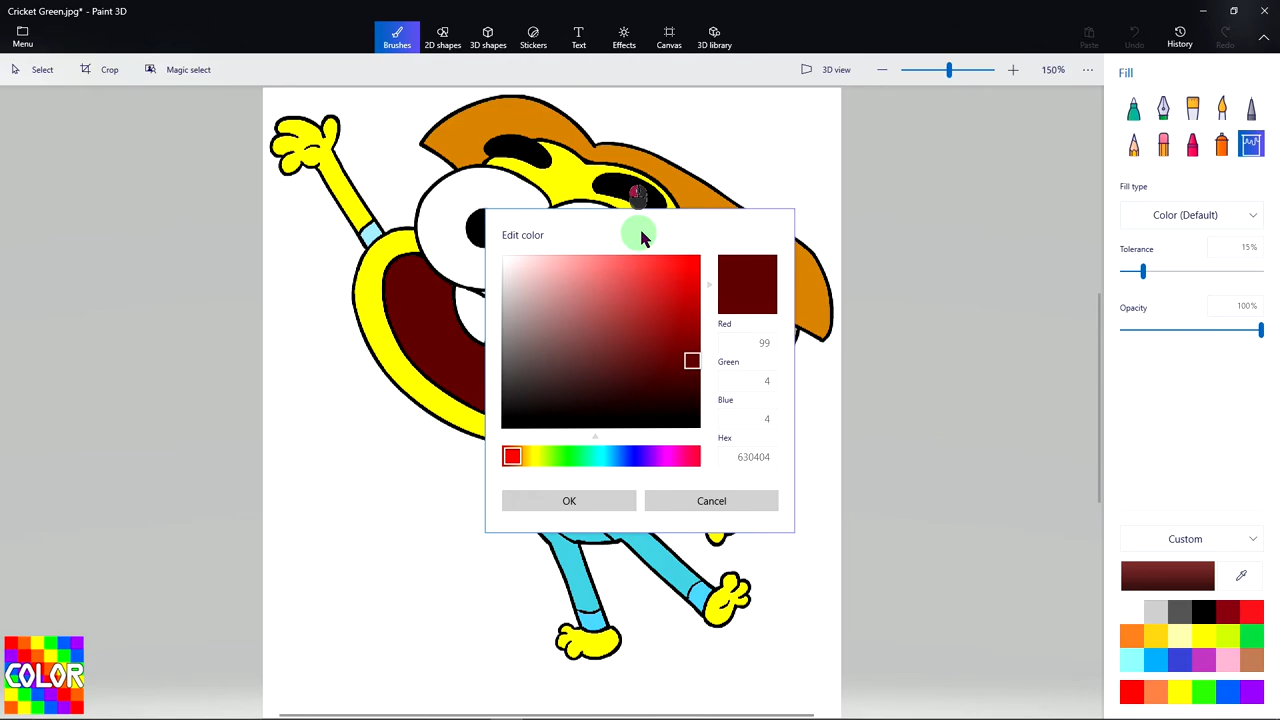 Cricket Green.jpg* - Paint 3D
Menu
Brushes
2D shapes
3D shapes
Stickers
Text
Effects
Canvas
3D library
Paste
Undo
History
Redo
Select
Crop
Magic select
3D view
150%
Fill
Fill type
Color (Default)
Tolerance
15%
Opacity
100%
Edit color
Red
99
Green
4
Blue
4
Hex
630404
OK
Cancel
Custom
COLOR